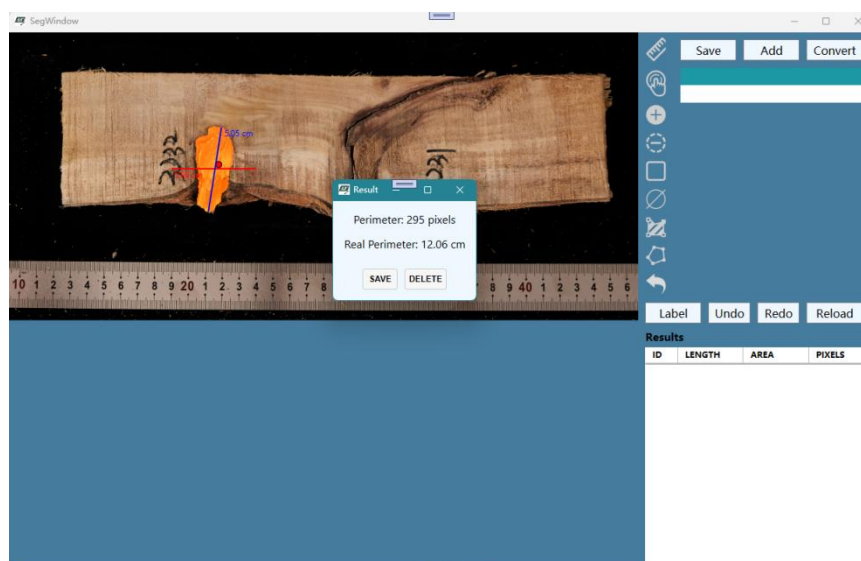 SegWindow
Save Add Convert
5.05 cm
2332
231
Result
Perimeter: 295 pixels
Real Perimeter: 12.06 cm
SAVE DELETE
10 1 2 3 4 5 6 7 8 9 20 1 2 3 4 5 6 7 8 9 40 1 2 3 4 5 6
Label Undo Redo Reload
Results
ID LENGTH AREA PIXELS